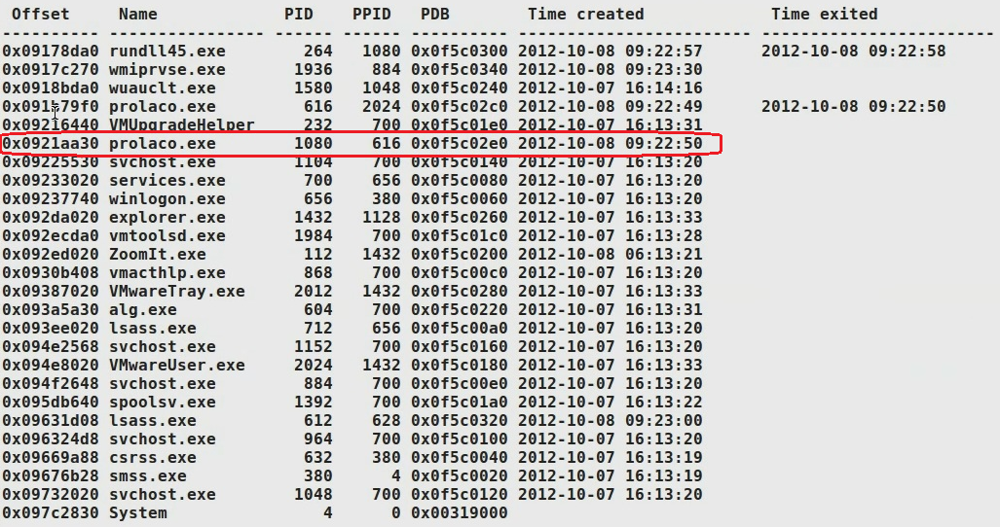 Offset Name PID PPID PDB Time created Time exited
---------- ---------------- ------ ------ ---------- ------------------------ ------------------------
0x09178da0 rundll45.exe 264 1080 0x0f5c0300 2012-10-08 09:22:57 2012-10-08 09:22:58
0x0917c270 wmiprvse.exe 1936 884 0x0f5c0340 2012-10-08 09:23:30
0x0918bda0 wuauclt.exe 1580 1048 0x0f5c0240 2012-10-07 16:14:16
prolaco.exe 616 2024 0x0f5c02c0 2012-10-08 09:22:49 2012-10-08 09:22:50
0x09216440 VMUpgradeHelper 232 700 0x0f5c01e0 2012-10-07 16:13:31
0x0921aa30 prolaco.exe 1080 616 0x0f5c02e0 2012-10-08 09:22:50
0x09225530 svchost.exe 1104 700 0x0f5c0140 2012-10-07 16:13:20
0x09233020 services.exe 700 656 0x0f5c0080 2012-10-07 16:13:20
0x09237740 winlogon.exe 656 380 0x0f5c0060 2012-10-07 16:13:20
0x092da020 explorer.exe 1432 1128 0x0f5c0260 2012-10-07 16:13:33
0x092ecda0 vmtoolsd.exe 1984 700 0x0f5c01c0 2012-10-07 16:13:28
0x092ed020 ZoomIt.exe 112 1432 0x0f5c0200 2012-10-08 06:13:21
0x0930b408 vmacthlp.exe 868 700 0x0f5c00c0 2012-10-07 16:13:20
0x09387020 VMwareTray.exe 2012 1432 0x0f5c0280 2012-10-07 16:13:33
0x093a5a30 alg.exe 604 700 0x0f5c0220 2012-10-07 16:13:31
0x093ee020 lsass.exe 712 656 0x0f5c00a0 2012-10-07 16:13:20
0x094e2568 svchost.exe 1152 700 0x0f5c0160 2012-10-07 16:13:20
0x094e8020 VMwareUser.exe 2024 1432 0x0f5c0180 2012-10-07 16:13:33
0x094f2648 svchost.exe 884 700 0x0f5c00e0 2012-10-07 16:13:20
0x095db640 spoolsv.exe 1392 700 0x0f5c01a0 2012-10-07 16:13:22
0x09631d08 lsass.exe 612 628 0x0f5c0320 2012-10-08 09:23:00
0x096324d8 svchost.exe 964 700 0x0f5c0100 2012-10-07 16:13:20
0x09669a88 csrss.exe 632 380 0x0f5c0040 2012-10-07 16:13:19
0x09676b28 smss.exe 380 4 0x0f5c0020 2012-10-07 16:13:19
0x09732020 svchost.exe 1048 700 0x0f5c0120 2012-10-07 16:13:20
0x097c2830 System 4 0 0x00319000